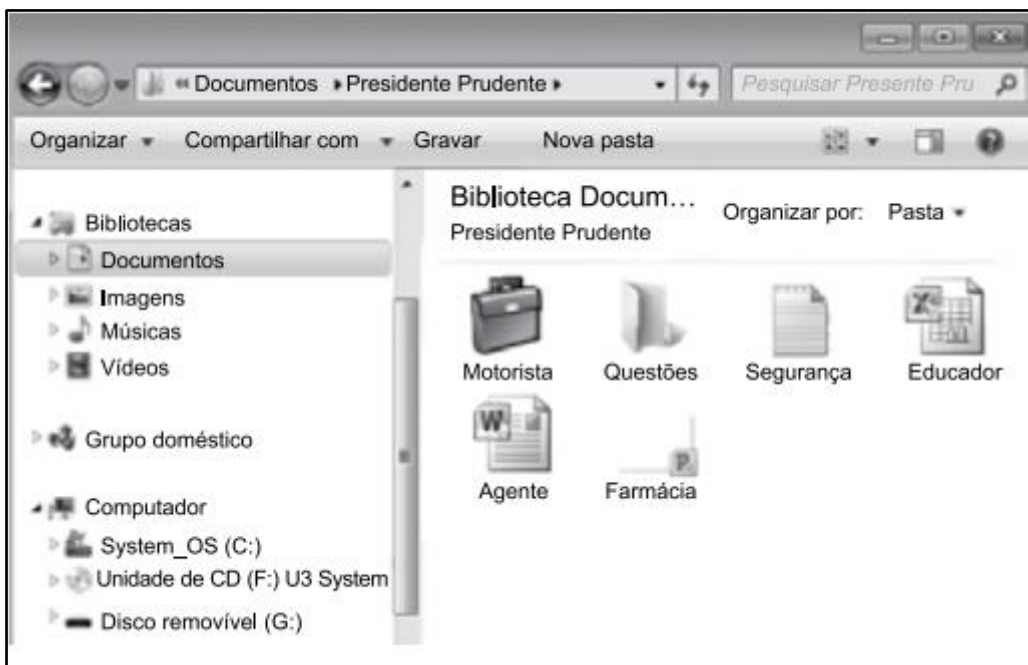 « Documentos ▸ Presidente Prudente ▸
Pesquisar Presente Pru
Organizar Compartilhar com Gravar Nova pasta
Bibliotecas
Documentos
Imagens
Músicas
Vídeos
Grupo doméstico
Computador
System_OS (C:)
Unidade de CD (F:) U3 System
Disco removível (G:)
Biblioteca Docum...
Presidente Prudente
Organizar por: Pasta
Motorista Questões Segurança Educador
Agente Farmácia